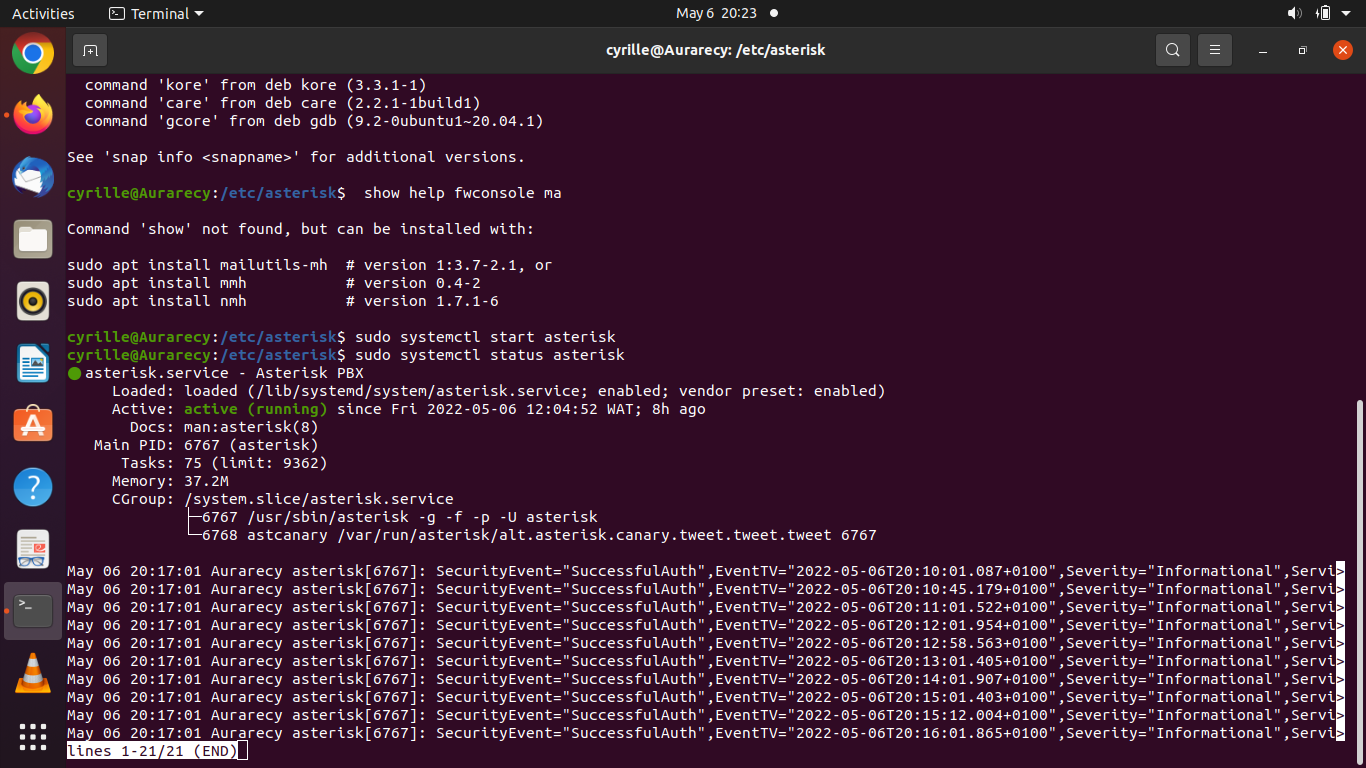 Activities Terminal May 6 20:23
cyrille@Aurarecy: /etc/asterisk
command 'kore' from deb kore (3.3.1-1)
command 'care' from deb care (2.2.1-1build1)
command 'gcore' from deb gdb (9.2-0ubuntu1~20.04.1)
See 'snap info <snapname>' for additional versions.
cyrille@Aurarecy:/etc/asterisk$  show help fwconsole ma
Command 'show' not found, but can be installed with:
sudo apt install mailutils-mh  # version 1:3.7-2.1, or
sudo apt install mmh           # version 0.4-2
sudo apt install nmh           # version 1.7.1-6
cyrille@Aurarecy:/etc/asterisk$ sudo systemctl start asterisk
cyrille@Aurarecy:/etc/asterisk$ sudo systemctl status asterisk
● asterisk.service - Asterisk PBX
Loaded: loaded (/lib/systemd/system/asterisk.service; enabled; vendor preset: enabled)
Active: active (running) since Fri 2022-05-06 12:04:52 WAT; 8h ago
Docs: man:asterisk(8)
Main PID: 6767 (asterisk)
Tasks: 75 (limit: 9362)
Memory: 37.2M
CGroup: /system.slice/asterisk.service
├─6767 /usr/sbin/asterisk -g -f -p -U asterisk
└─6768 astcanary /var/run/asterisk/alt.asterisk.canary.tweet.tweet.tweet 6767
May 06 20:17:01 Aurarecy asterisk[6767]: SecurityEvent="SuccessfulAuth",EventTV="2022-05-06T20:10:01.087+0100",Severity="Informational",Servi>
May 06 20:17:01 Aurarecy asterisk[6767]: SecurityEvent="SuccessfulAuth",EventTV="2022-05-06T20:10:45.179+0100",Severity="Informational",Servi>
May 06 20:17:01 Aurarecy asterisk[6767]: SecurityEvent="SuccessfulAuth",EventTV="2022-05-06T20:11:01.522+0100",Severity="Informational",Servi>
May 06 20:17:01 Aurarecy asterisk[6767]: SecurityEvent="SuccessfulAuth",EventTV="2022-05-06T20:12:01.954+0100",Severity="Informational",Servi>
May 06 20:17:01 Aurarecy asterisk[6767]: SecurityEvent="SuccessfulAuth",EventTV="2022-05-06T20:12:58.563+0100",Severity="Informational",Servi>
May 06 20:17:01 Aurarecy asterisk[6767]: SecurityEvent="SuccessfulAuth",EventTV="2022-05-06T20:13:01.405+0100",Severity="Informational",Servi>
May 06 20:17:01 Aurarecy asterisk[6767]: SecurityEvent="SuccessfulAuth",EventTV="2022-05-06T20:14:01.907+0100",Severity="Informational",Servi>
May 06 20:17:01 Aurarecy asterisk[6767]: SecurityEvent="SuccessfulAuth",EventTV="2022-05-06T20:15:01.403+0100",Severity="Informational",Servi>
May 06 20:17:01 Aurarecy asterisk[6767]: SecurityEvent="SuccessfulAuth",EventTV="2022-05-06T20:15:12.004+0100",Severity="Informational",Servi>
May 06 20:17:01 Aurarecy asterisk[6767]: SecurityEvent="SuccessfulAuth",EventTV="2022-05-06T20:16:01.865+0100",Severity="Informational",Servi>
lines 1-21/21 (END)